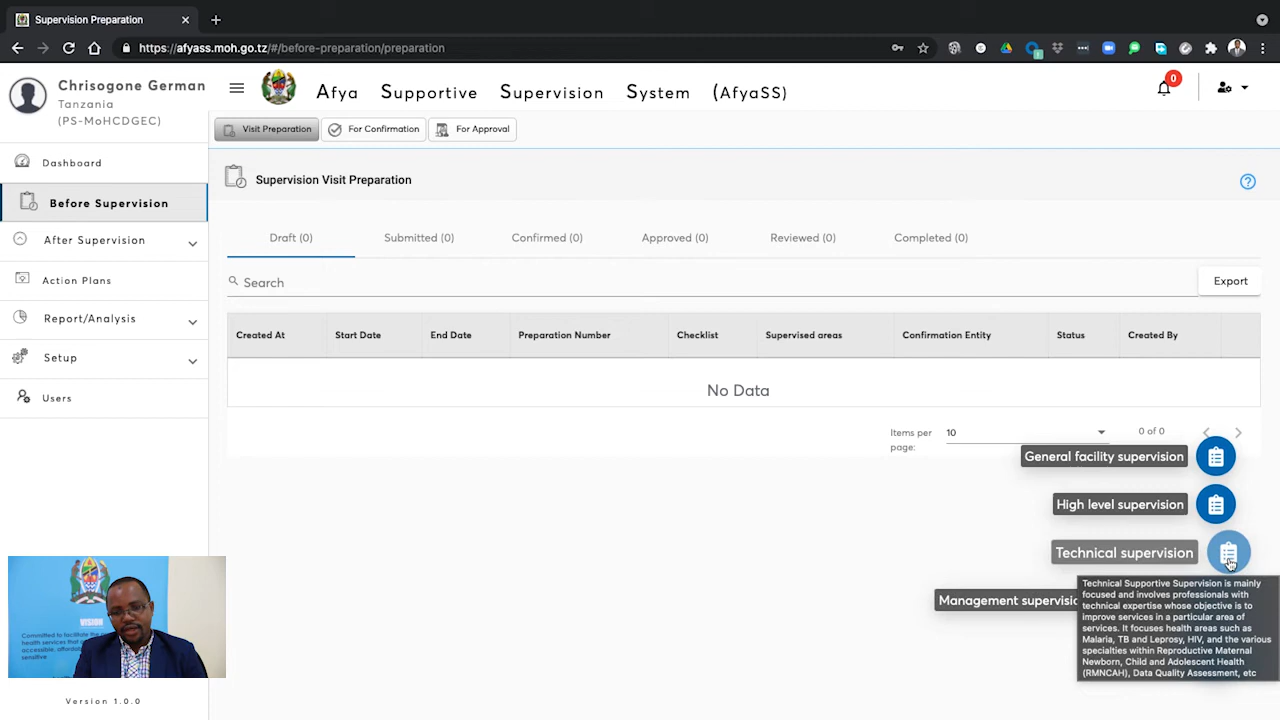 Supervision Preparation
https://afyass.moh.go.tz/#/before-preparation/preparation
Chrisogone German
Tanzania
(PS-MoHCDGEC)
Afya Supportive Supervision System (AfyaSS)
0
Visit Preparation
For Confirmation
For Approval
Dashboard
Before Supervision
After Supervision
Action Plans
Report/Analysis
Setup
Users
Supervision Visit Preparation
Draft (0)
Submitted (0)
Confirmed (0)
Approved (0)
Reviewed (0)
Completed (0)
Search
Export
Created At
Start Date
End Date
Preparation Number
Checklist
Supervised areas
Confirmation Entity
Status
Created By
No Data
Items per
page:
10
0 of 0
General facility supervision
High level supervision
Technical supervision
Management supervisio
Technical Supportive Supervision is mainly
focused and involves professionals with
technical expertise whose objective is to
improve services in a particular area of
services. It focuses health areas such as
Malaria, TB and Leprosy, HIV, and the various
specialties within Reproductive Maternal
Newborn, Child and Adolescent Health
(RMNCAH), Data Quality Assessment, etc
VISION
Version 1.0.0